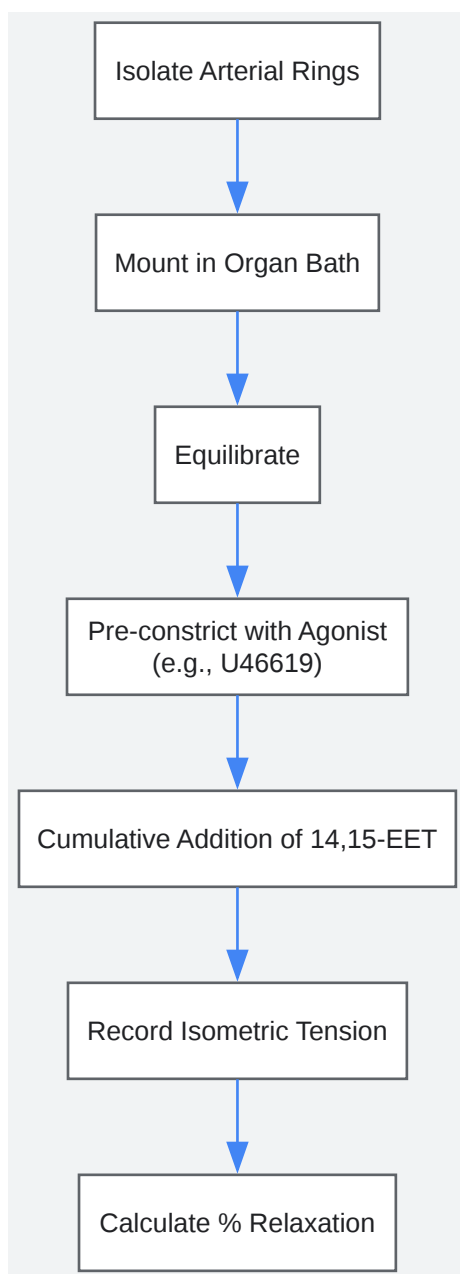 Isolate Arterial Rings
Mount in Organ Bath
Equilibrate
Pre-constrict with Agonist
(e.g., U46619)
Cumulative Addition of 14,15-EET
Record Isometric Tension
Calculate % Relaxation